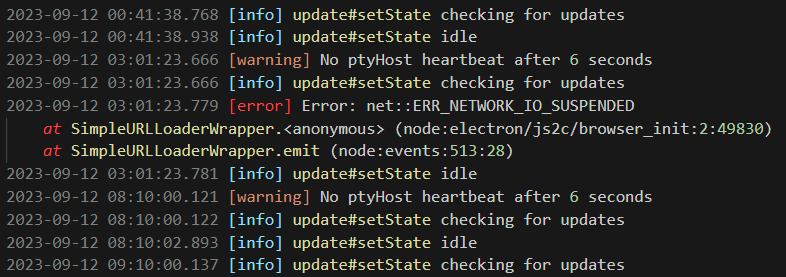 2023-09-12 00:41:38.768 [info] update#setState checking for updates
2023-09-12 00:41:38.938 [info] update#setState idle
2023-09-12 03:01:23.666 [warning] No ptyHost heartbeat after 6 seconds
2023-09-12 03:01:23.666 [info] update#setState checking for updates
2023-09-12 03:01:23.779 [error] Error: net::ERR_NETWORK_IO_SUSPENDED
    at SimpleURLLoaderWrapper.<anonymous> (node:electron/js2c/browser_init:2:49830)
    at SimpleURLLoaderWrapper.emit (node:events:513:28)
2023-09-12 03:01:23.781 [info] update#setState idle
2023-09-12 08:10:00.121 [warning] No ptyHost heartbeat after 6 seconds
2023-09-12 08:10:00.122 [info] update#setState checking for updates
2023-09-12 08:10:02.893 [info] update#setState idle
2023-09-12 09:10:00.137 [info] update#setState checking for updates